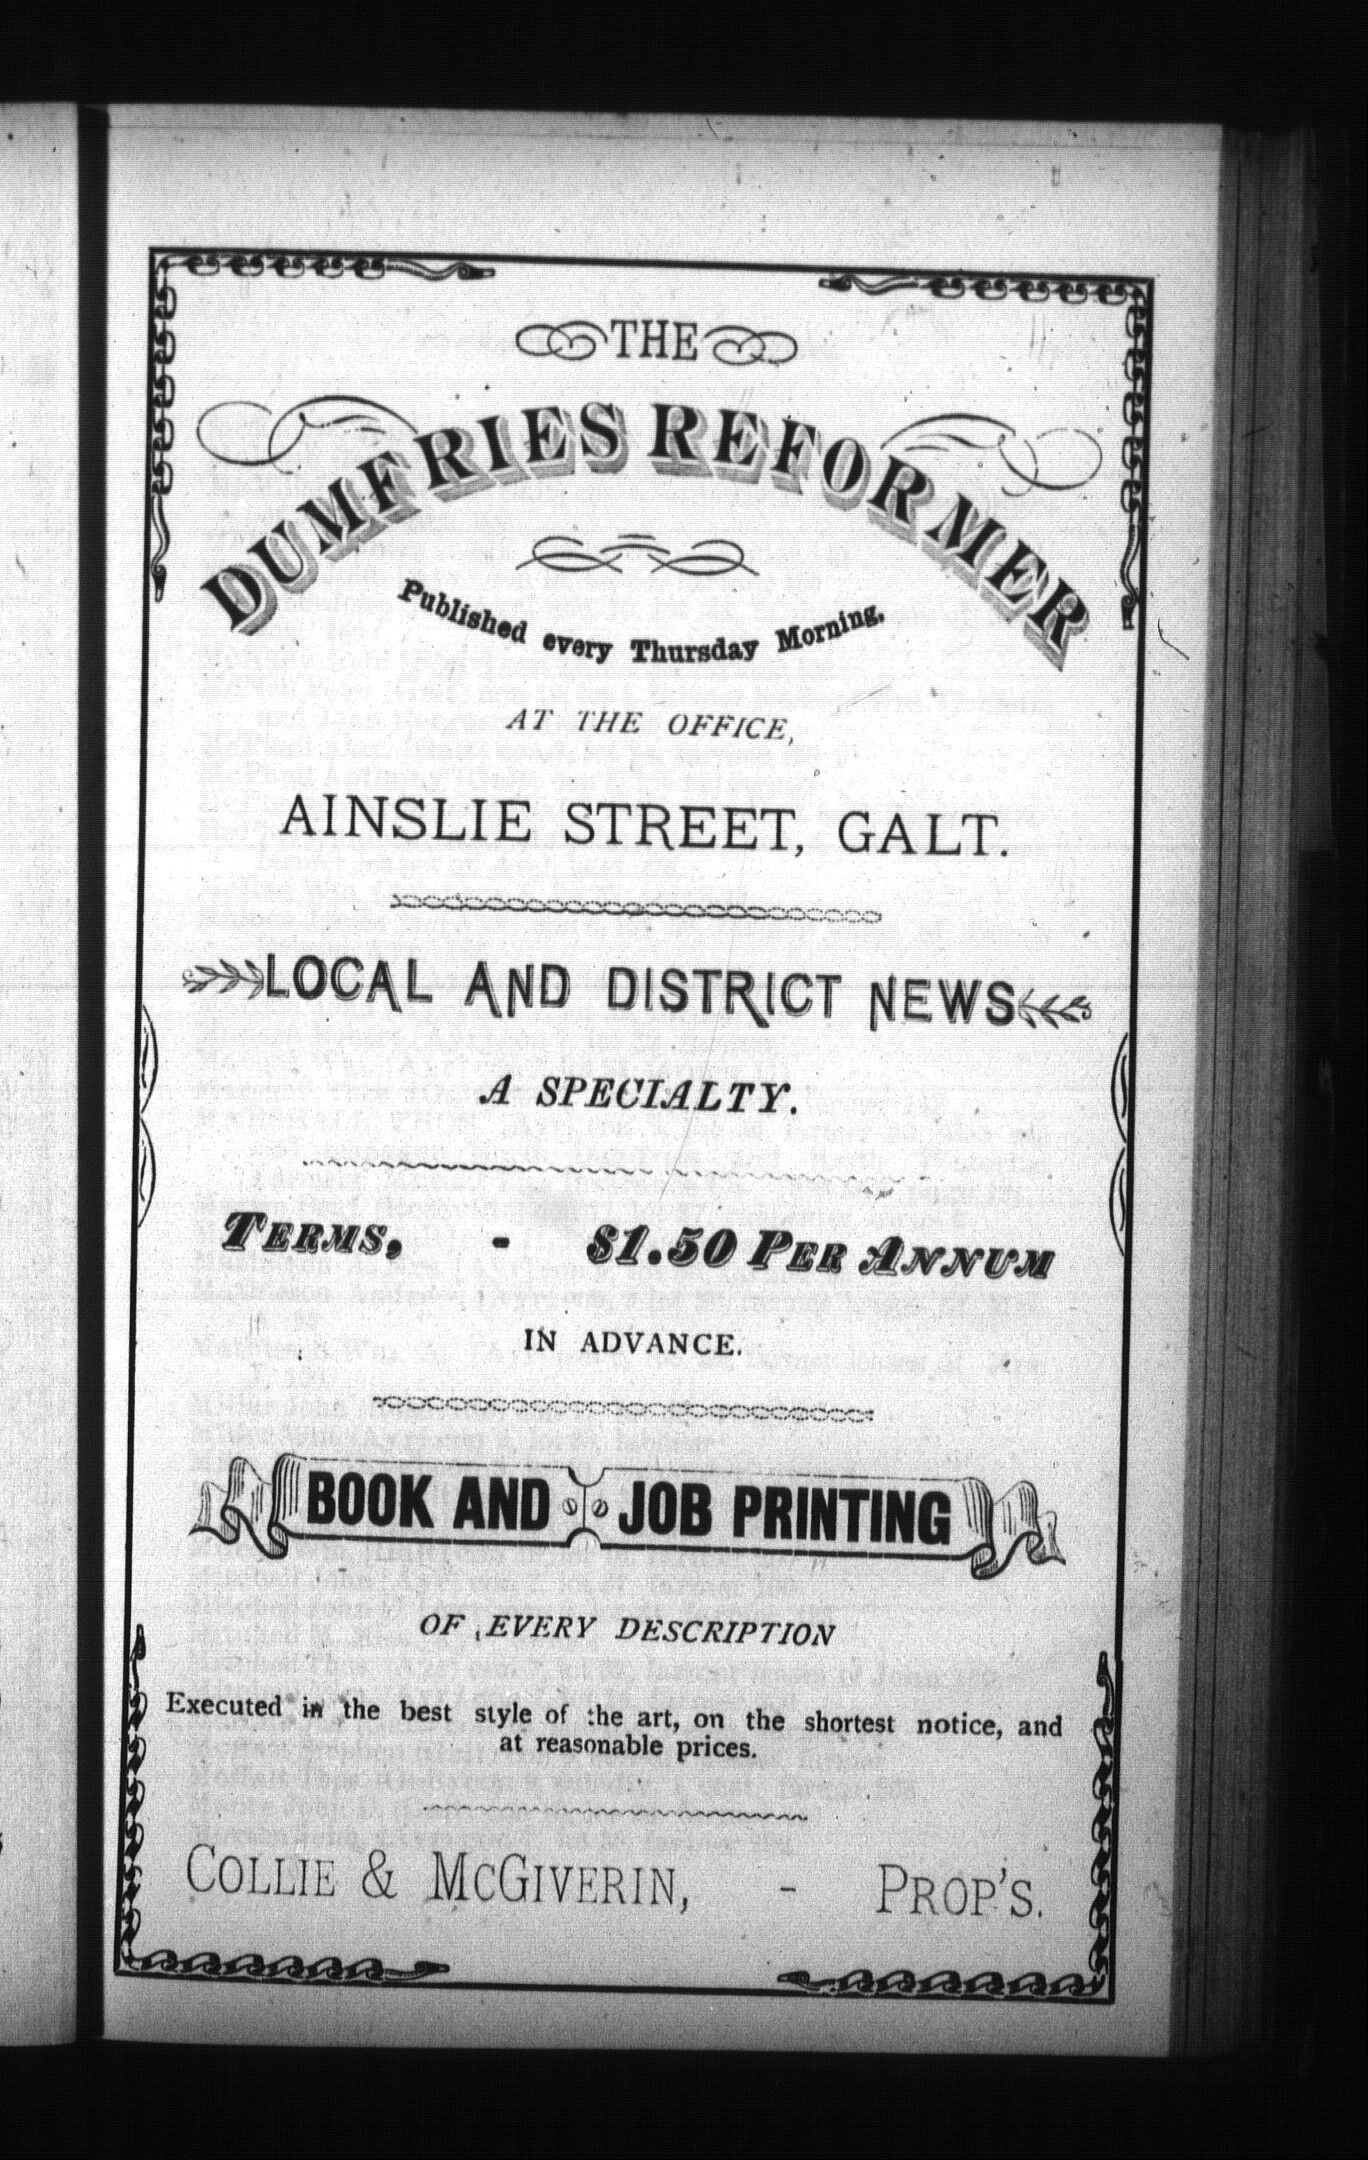 THE
DUMFRIES REFORMER
Published every Thursday Morning.
AT THE OFFICE,
AINSLIE STREET, GALT.
LOCAL AND DISTRICT NEWS
A SPECIALTY.
TERMS, - $1.50 PER ANNUM
IN ADVANCE.
BOOK AND JOB PRINTING
OF EVERY DESCRIPTION
Executed in the best style of the art, on the shortest notice, and
at reasonable prices.
COLLIE & MCGIVERIN, - PROP'S.